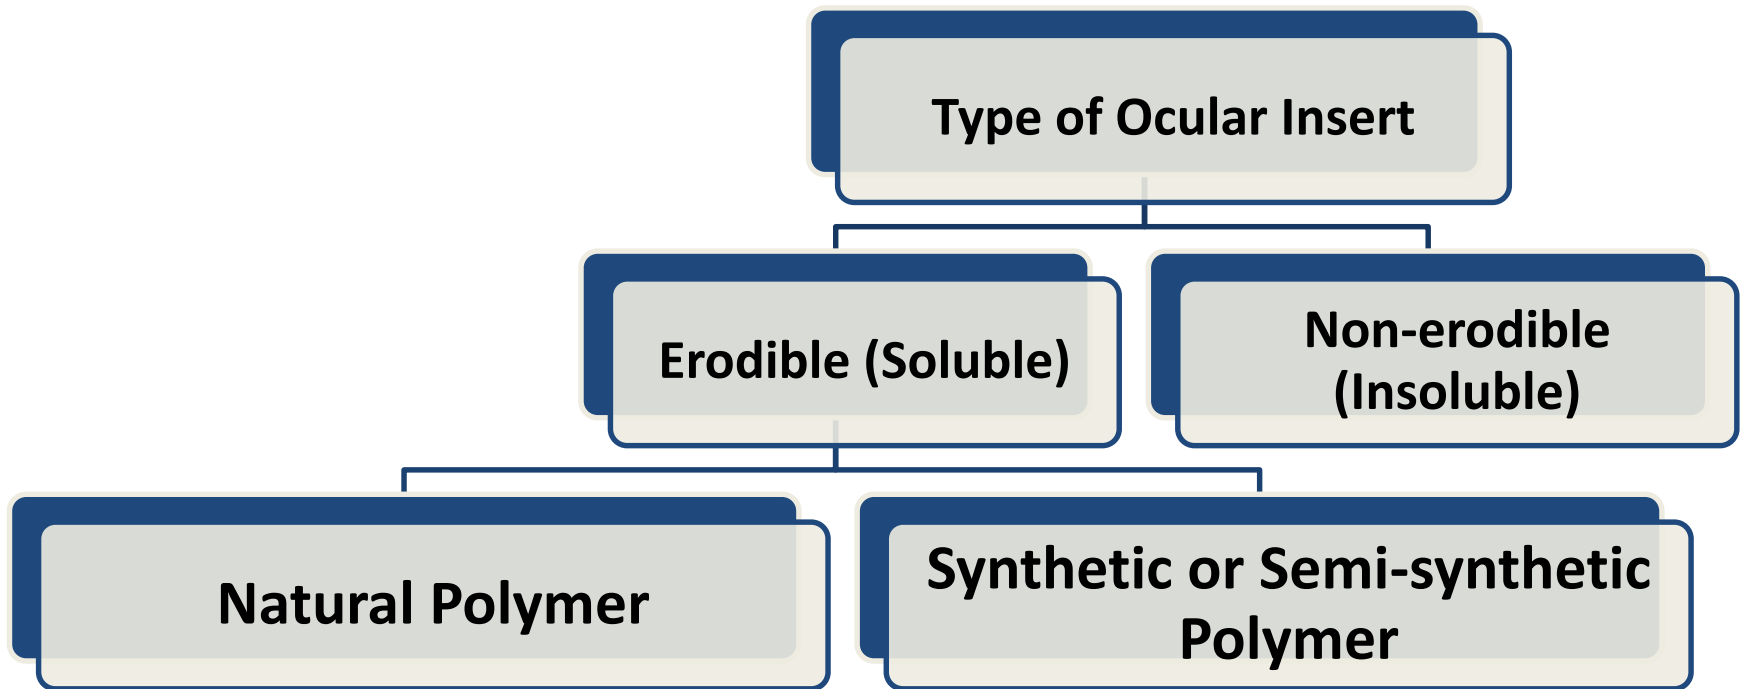 Type of Ocular Insert
Erodible (Soluble)
Non-erodible
(Insoluble)
Natural Polymer
Synthetic or Semi-synthetic
Polymer